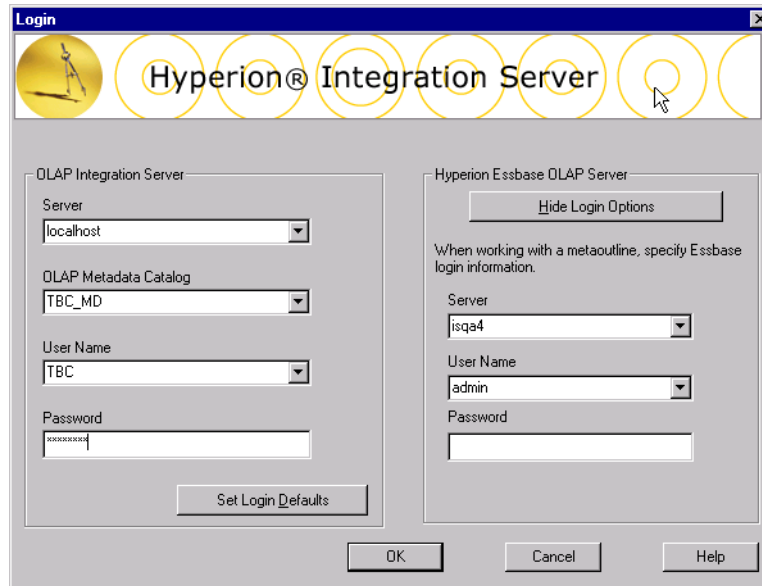 Login
Hyperion® Integration Server
OLAP Integration Server
Server
localhost
OLAP Metadata Catalog
TBC_MD
User Name
TBC
Password
xxxxxxxx
Set Login Defaults
Hyperion Essbase OLAP Server
Hide Login Options
When working with a metaoutline, specify Essbase
login information.
Server
isqa4
User Name
admin
Password
OK
Cancel
Help